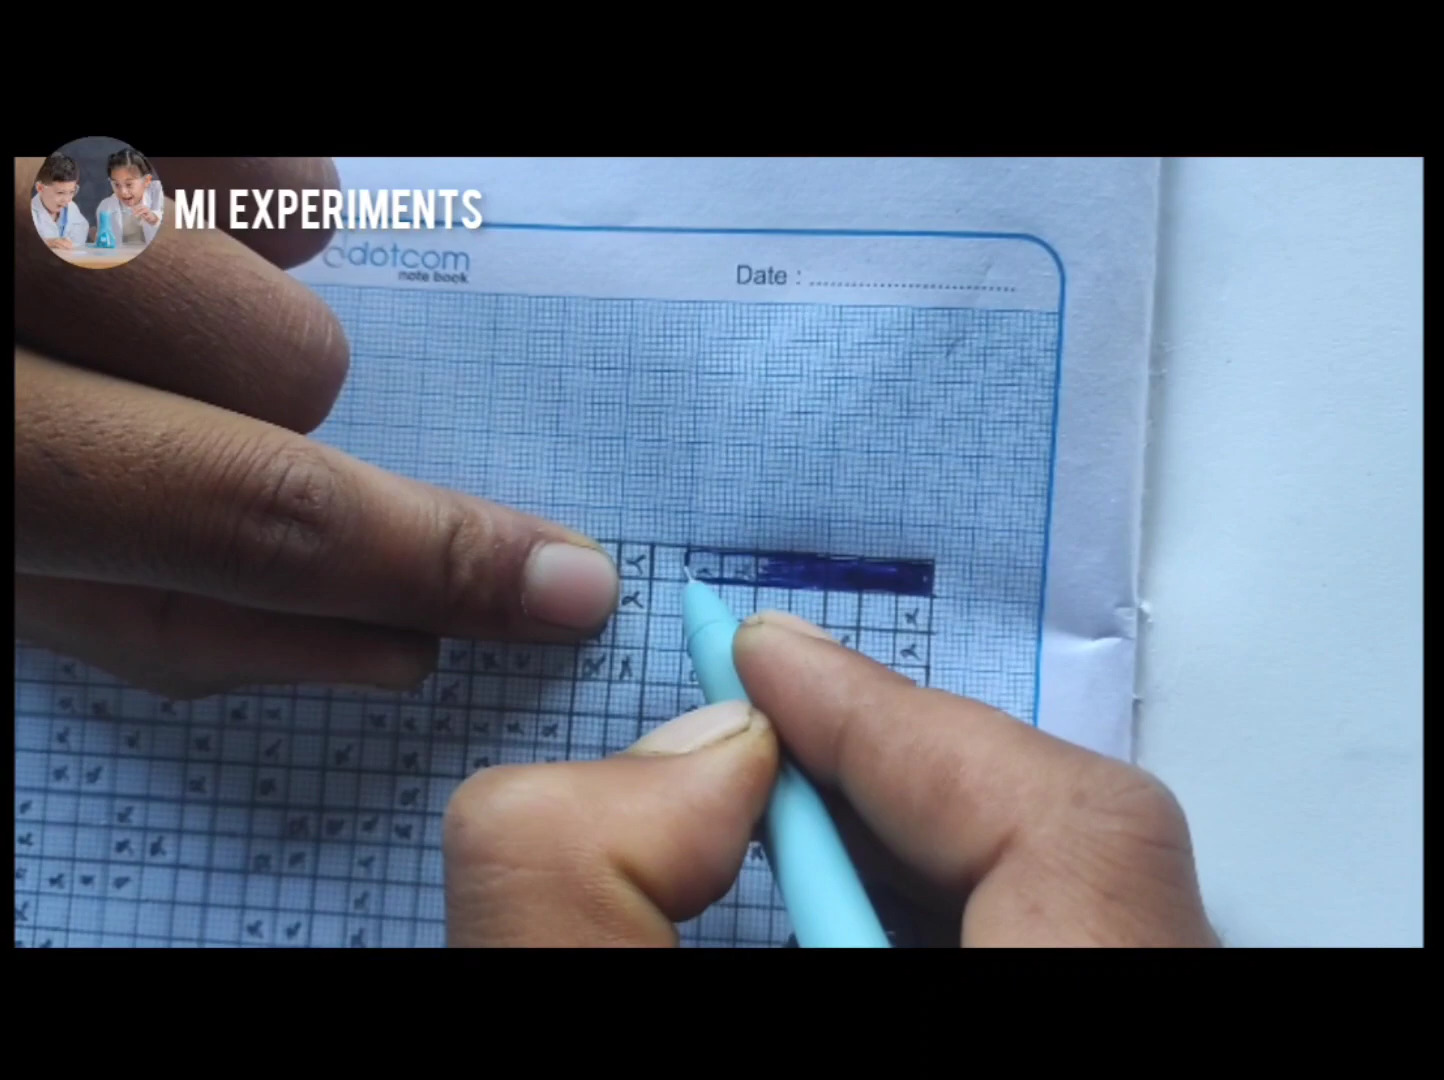 MI EXPERIMENTS
dotcom
note book
Date : ................................